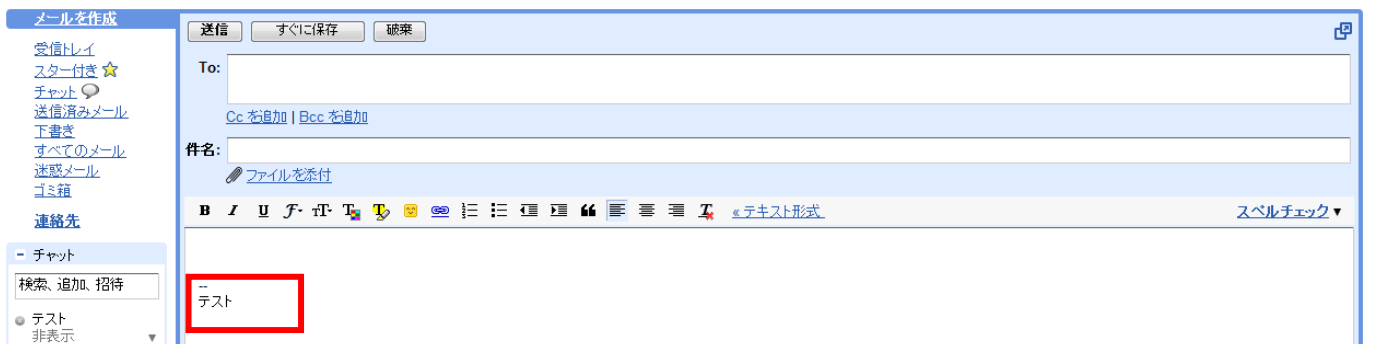 メールを作成
受信トレイ
スター付き
チャット
送信済みメール
下書き
すべてのメール
迷惑メール
ゴミ箱
連絡先
チャット
検索、追加、招待
テスト
非表示
送信 すぐに保存 破棄
To:
Cc を追加 | Bcc を追加
件名:
ファイルを添付
B I U F TT T T T «テキスト形式 スペルチェック ▼
--
テスト